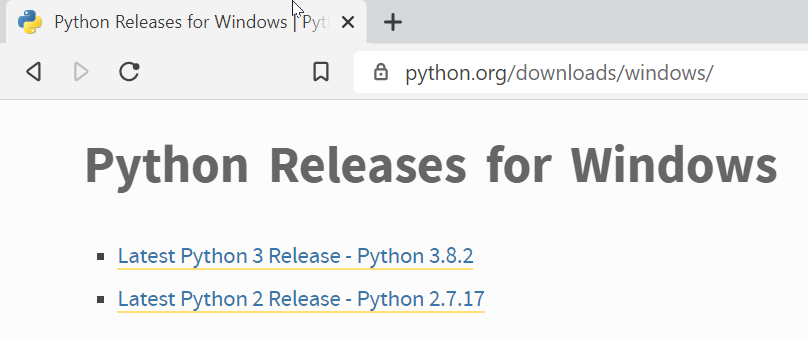 Python Releases for Windows | Pyt
python.org/downloads/windows/
Python Releases for Windows
Latest Python 3 Release - Python 3.8.2
Latest Python 2 Release - Python 2.7.17